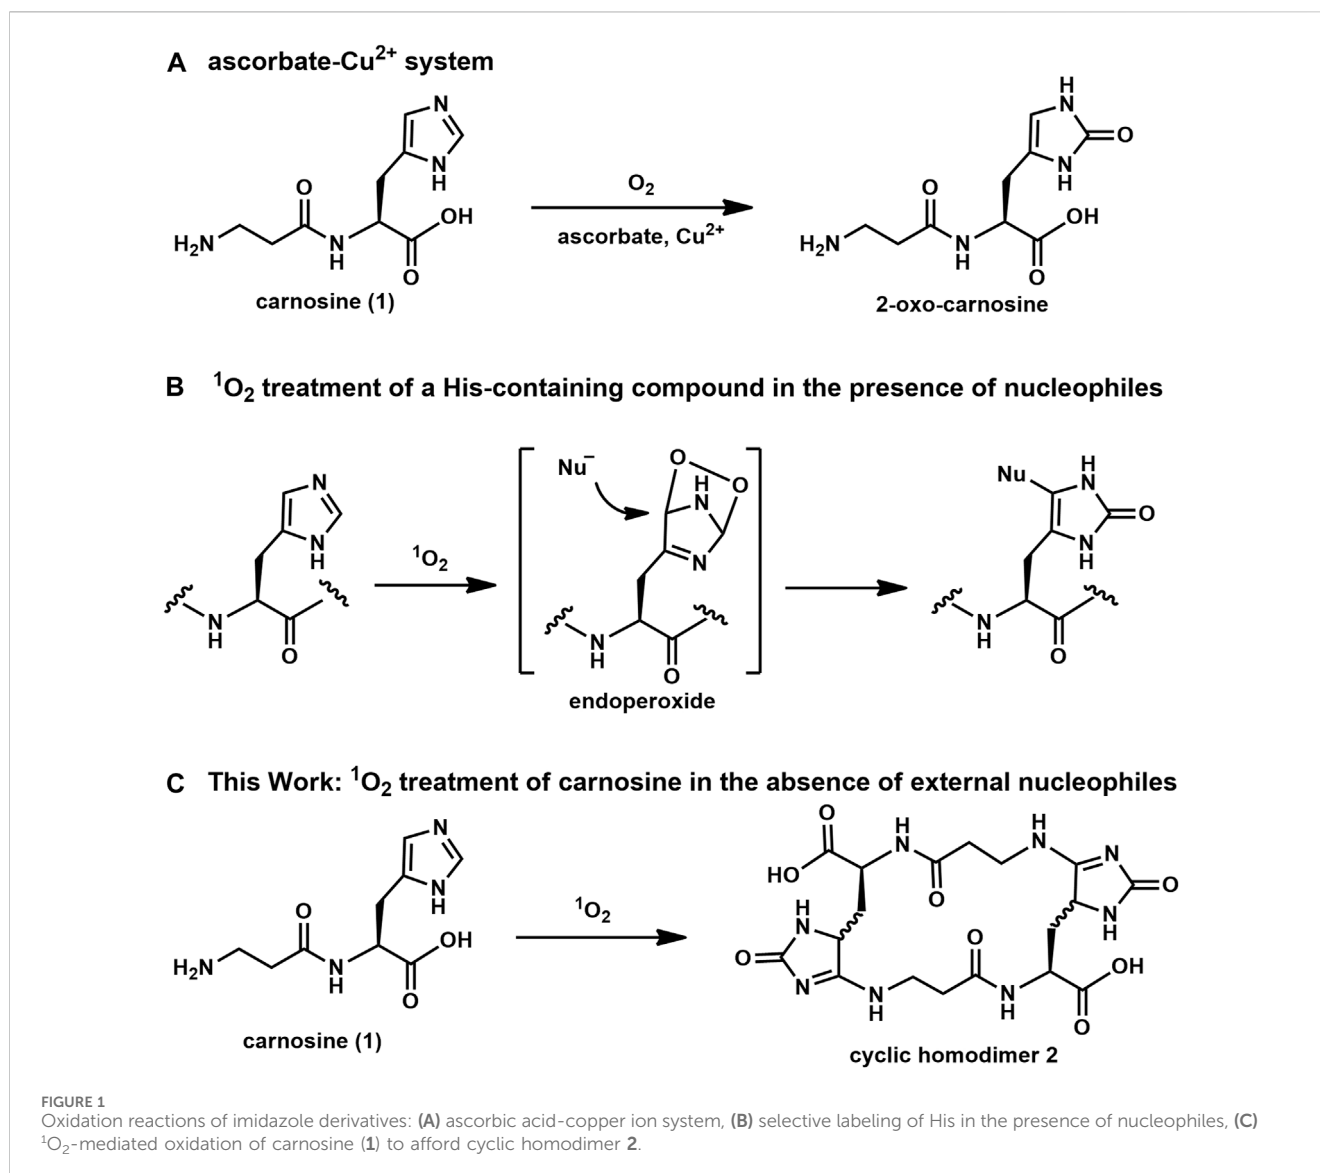 A ascorbate-Cu²⁺ system
N
N
H
O
H₂N
N
H
OH
O
carnosine (1)
O₂
ascorbate, Cu²⁺
H
N
O
N
H
O
H₂N
N
H
OH
O
2-oxo-carnosine
B ¹O₂ treatment of a His-containing compound in the presence of nucleophiles
N
N
H
N
H
O
¹O₂
Nu⁻
O
O
H
N
N
N
H
O
endoperoxide
Nu
H
N
O
N
H
N
H
O
C This Work: ¹O₂ treatment of carnosine in the absence of external nucleophiles
N
N
H
O
H₂N
N
H
OH
O
carnosine (1)
¹O₂
O
HO
H
N
O
H
N
N
O
N
H
H
N
O
N
N
H
O
N
H
OH
O
cyclic homodimer 2
FIGURE 1
Oxidation reactions of imidazole derivatives: (A) ascorbic acid-copper ion system, (B) selective labeling of His in the presence of nucleophiles, (C)
¹O₂-mediated oxidation of carnosine (1) to afford cyclic homodimer 2.